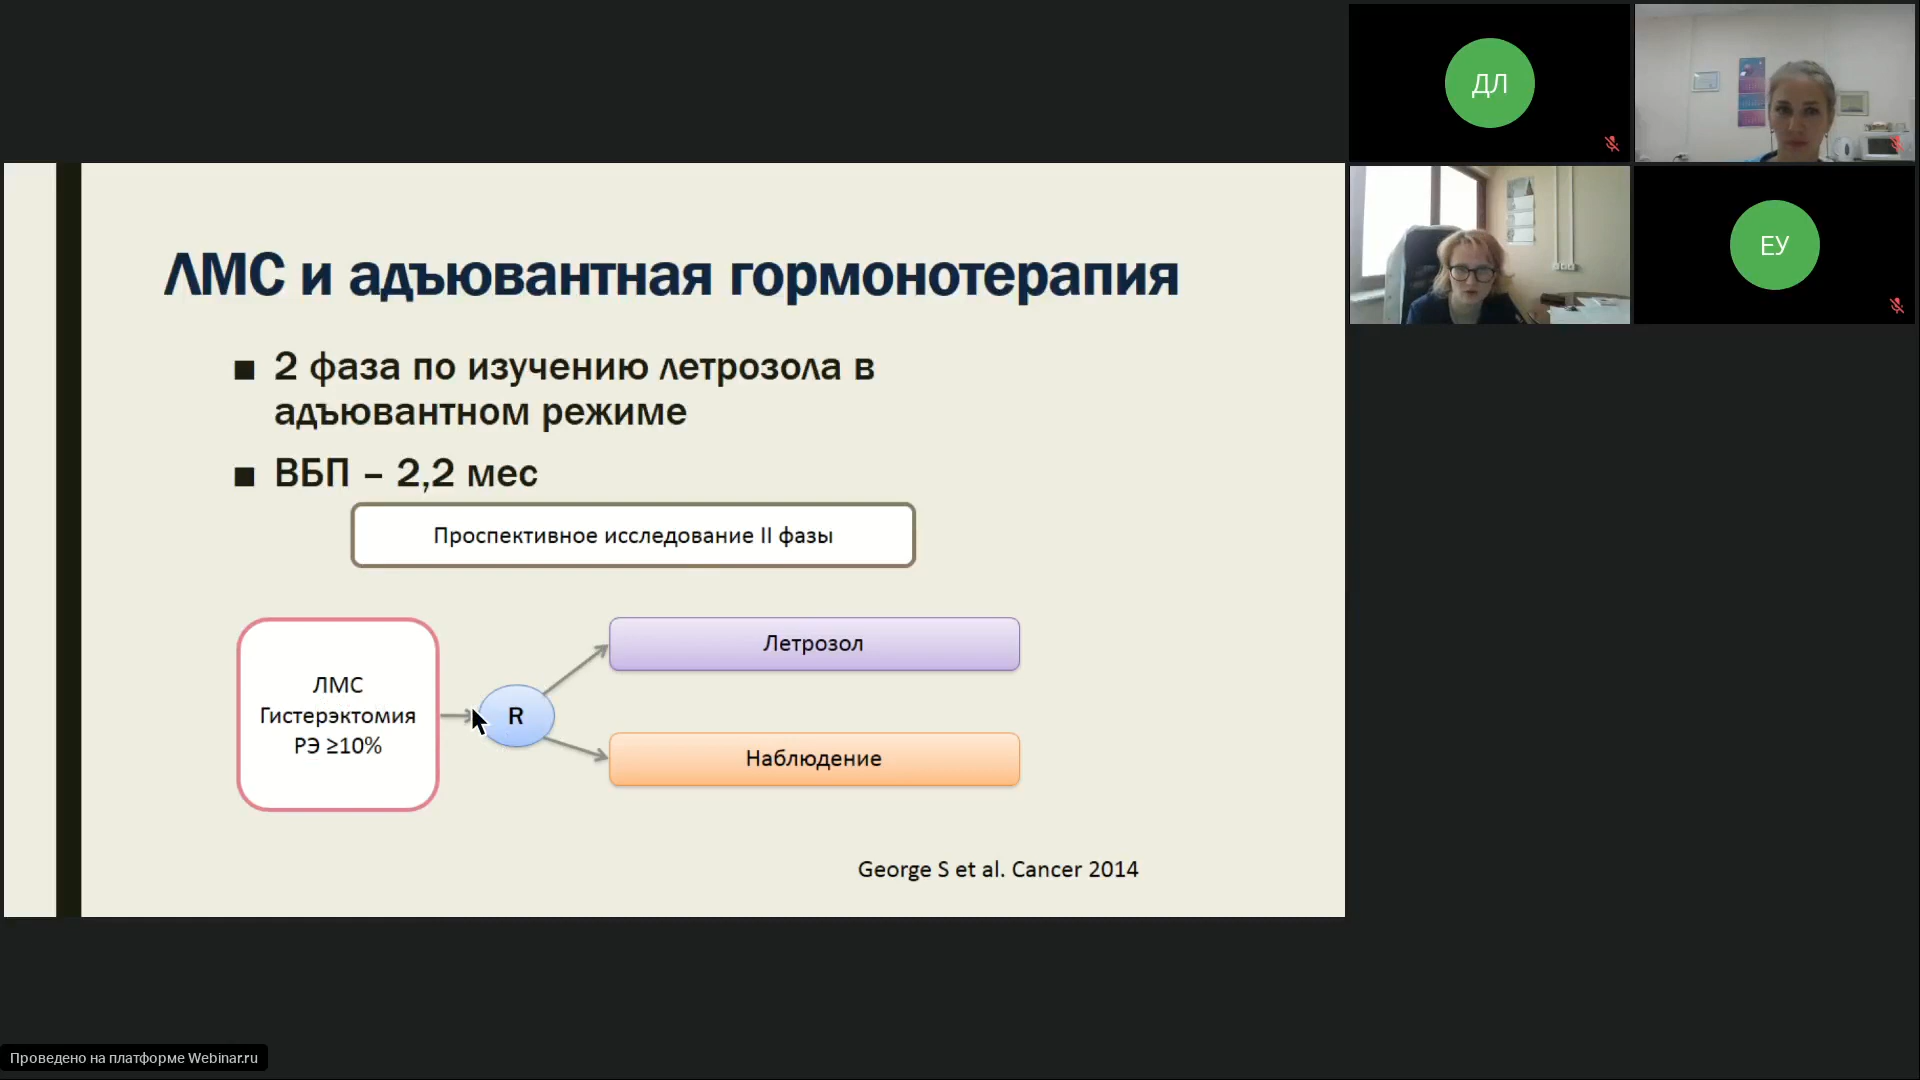 ЛМС и адъювантная гормонотерапия
■ 2 фаза по изучению летрозола в
адъювантном режиме
■ ВБП – 2,2 мес
Проспективное исследование II фазы
ЛМС
Гистерэктомия
РЭ ≥10%
R
Летрозол
Наблюдение
George S et al. Cancer 2014
ДЛ
ЕУ
Проведено на платформе Webinar.ru